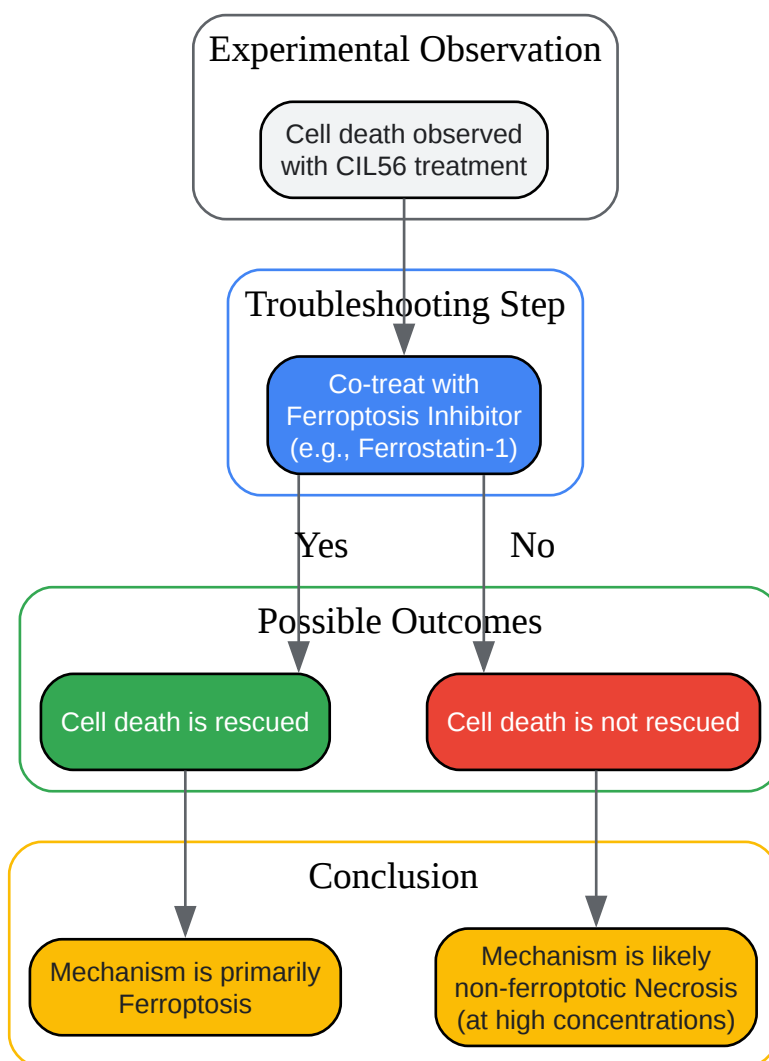 Experimental Observation
Cell death observed
with CIL56 treatment
Troubleshooting Step
Co-treat with
Ferroptosis Inhibitor
(e.g., Ferrostatin-1)
Yes
No
Possible Outcomes
Cell death is rescued
Cell death is not rescued
Conclusion
Mechanism is primarily
Ferroptosis
Mechanism is likely
non-ferroptotic Necrosis
(at high concentrations)